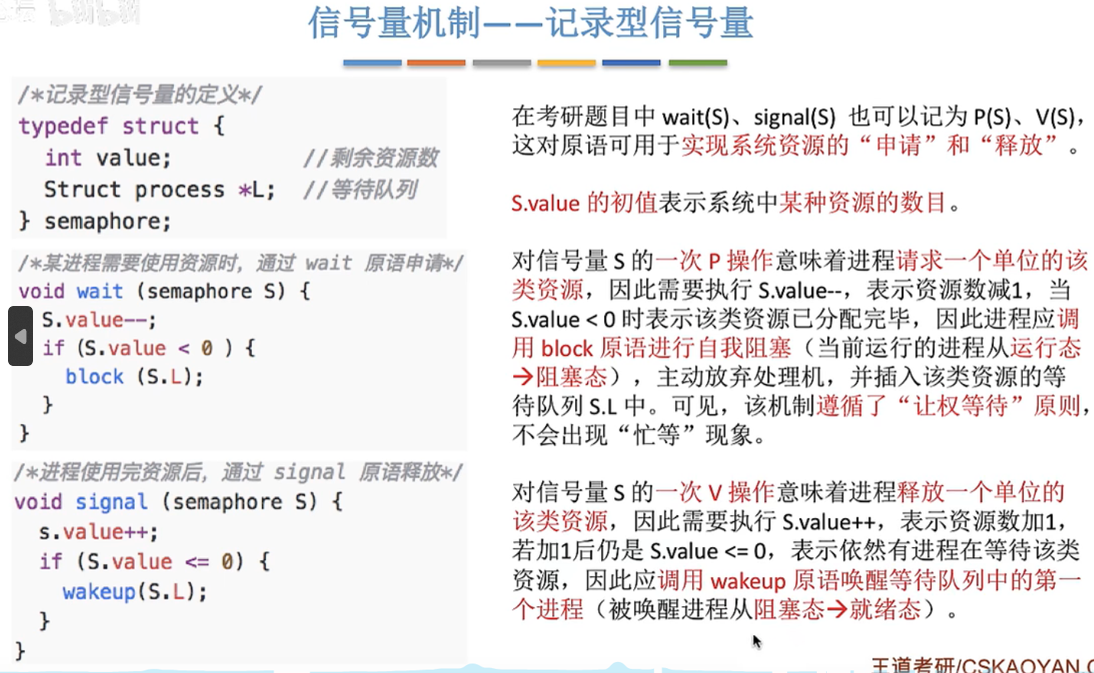 信号量机制——记录型信号量
/*记录型信号量的定义*/
typedef struct {
int value; //剩余资源数
Struct process *L; //等待队列
} semaphore;
/*某进程需要使用资源时，通过 wait 原语申请*/
void wait (semaphore S) {
S.value--;
if (S.value < 0 ) {
block (S.L);
}
}
/*进程使用完资源后，通过 signal 原语释放*/
void signal (semaphore S) {
s.value++;
if (S.value <= 0) {
wakeup(S.L);
}
}
在考研题目中 wait(S)、signal(S) 也可以记为 P(S)、V(S)，
这对原语可用于实现系统资源的“申请”和“释放”。
S.value 的初值表示系统中某种资源的数目。
对信号量 S 的一次 P 操作意味着进程请求一个单位的该
类资源，因此需要执行 S.value--，表示资源数减1，当
S.value < 0 时表示该类资源已分配完毕，因此进程应调
用 block 原语进行自我阻塞（当前运行的进程从运行态
→阻塞态），主动放弃处理机，并插入该类资源的等
待队列 S.L 中。可见，该机制遵循了“让权等待”原则，
不会出现“忙等”现象。
对信号量 S 的一次 V 操作意味着进程释放一个单位的
该类资源，因此需要执行 S.value++，表示资源数加1，
若加1后仍是 S.value <= 0，表示依然有进程在等待该类
资源，因此应调用 wakeup 原语唤醒等待队列中的第一
个进程（被唤醒进程从阻塞态→就绪态）。
王道考研/CSKAOYAN.C